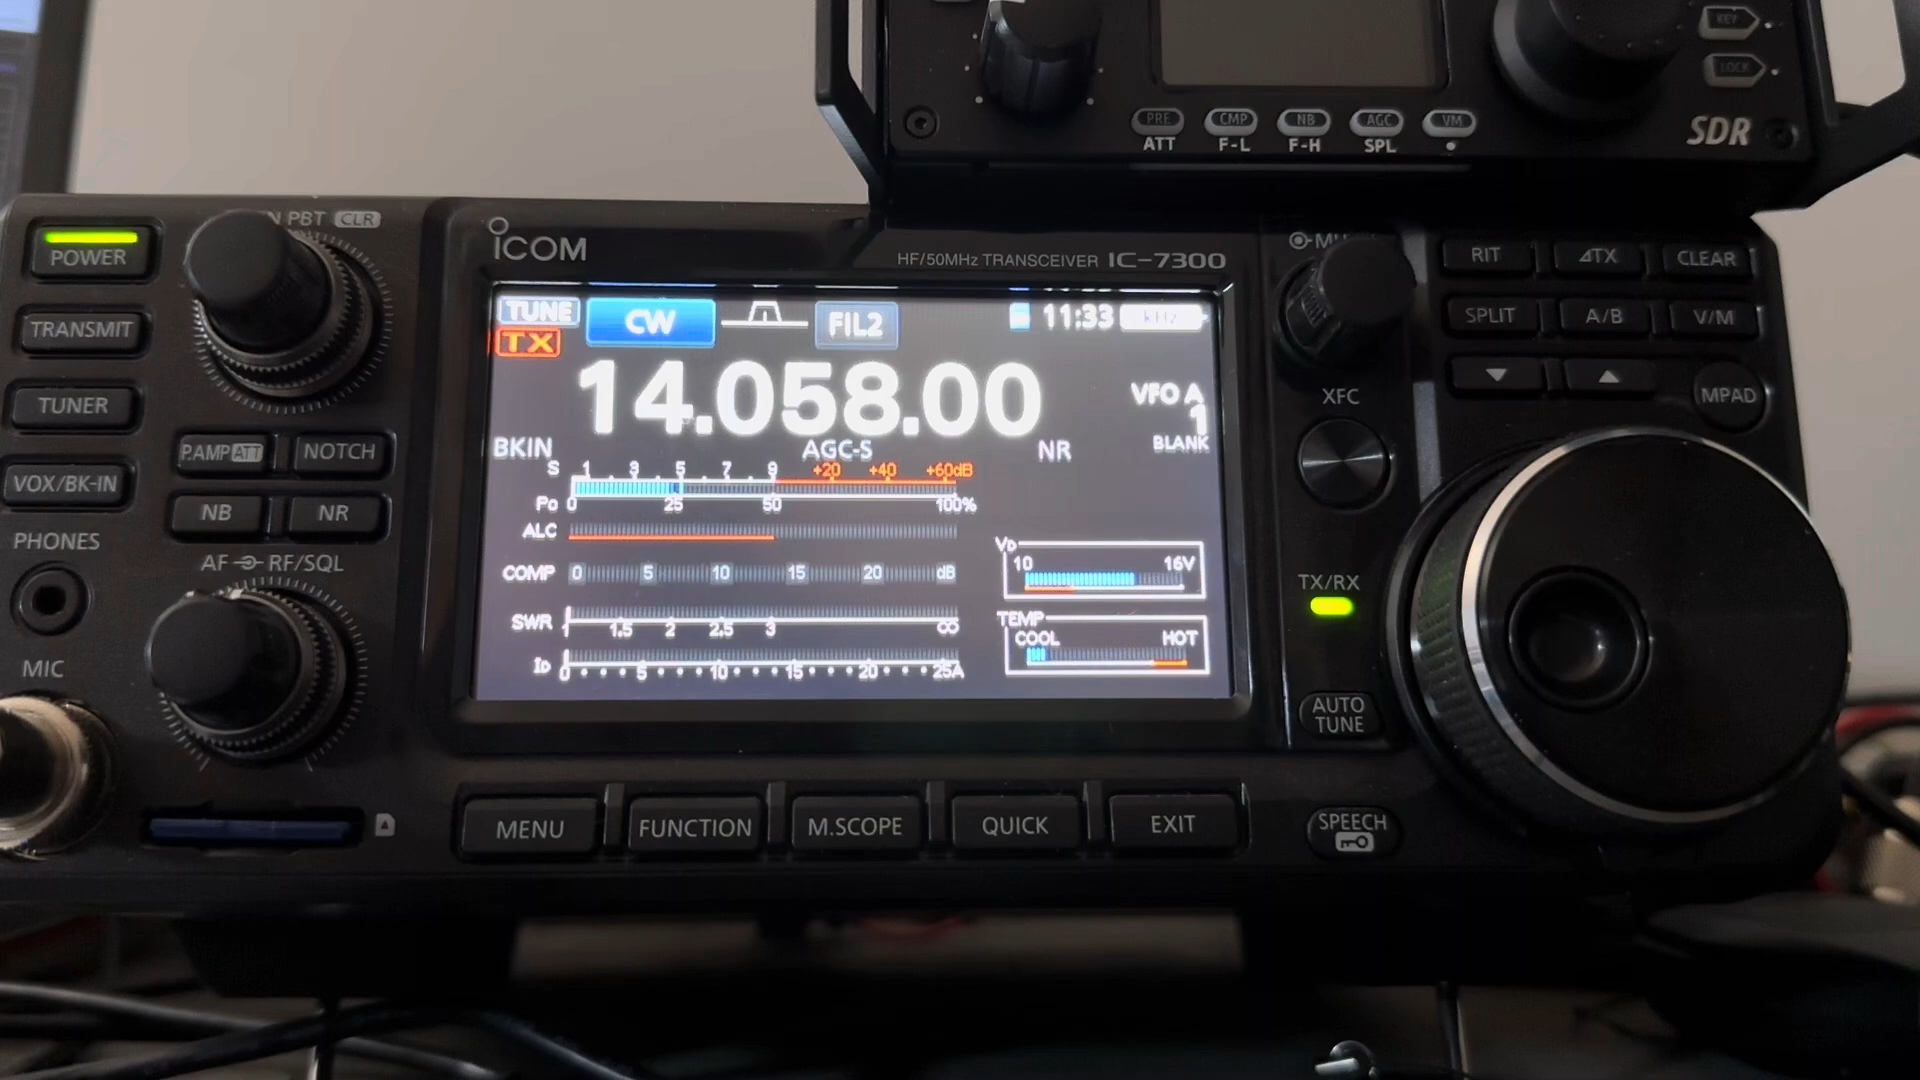 KEY
LOCK
PRE CMP NB AGC VM
ATT F-L F-H SPL
SDR
PBT CLR
POWER
TRANSMIT
TUNER
P.AMP ATT NOTCH
VOX/BK-IN
NB NR
PHONES
AF RF/SQL
MIC
ICOM
HF/50MHz TRANSCEIVER IC-7300
TUNE CW FIL2 11:33 kHz
TX
14.058.00
VFO A
1
BKIN AGC-S NR BLANK
S 1 3 5 7 9 +20 +40 +60dB
Po 0 25 50 100%
ALC
COMP 0 5 10 15 20 dB
SWR 1 1.5 2 2.5 3 ∞
ID 0 5 10 15 20 25A
VD
10 16V
TEMP
COOL HOT
RIT ⊿TX CLEAR
SPLIT A/B V/M
▼ ▲ MPAD
XFC
TX/RX
AUTO
TUNE
MENU FUNCTION M.SCOPE QUICK EXIT
SPEECH